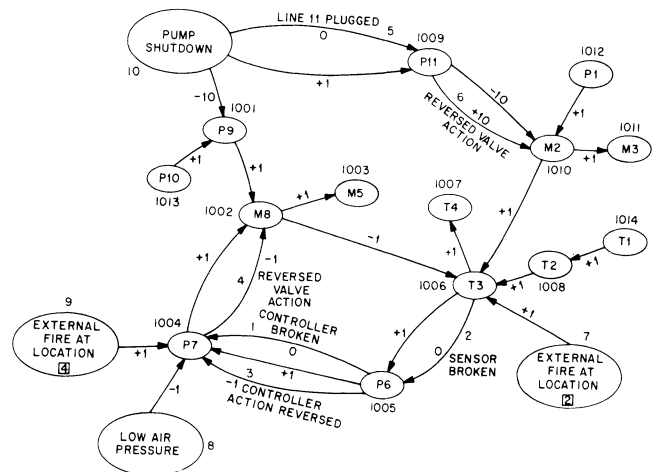 LINE 11 PLUGGED
0
5
1009
PUMP
SHUTDOWN
10
P11
+1
1012
P1
-10
1001
P9
6
-10
+10
REVERSED VALVE
ACTION
+1
1011
M2
+1
M3
1010
P10
+1
1013
+1
1003
1002
M8
+1
M5
1007
T4
+1
1014
T1
+1
-1
+1
T2
1008
+1
1006
T3
+1
-1
4
REVERSED
VALVE
ACTION
9
EXTERNAL
FIRE AT
LOCATION
4
+1
1004
P7
CONTROLLER
BROKEN
1
0
+1
3
-1 CONTROLLER
ACTION REVERSED
P6
1005
+1
2
0
SENSOR
BROKEN
+1
7
EXTERNAL
FIRE AT
LOCATION
2
-1
LOW AIR
PRESSURE
8